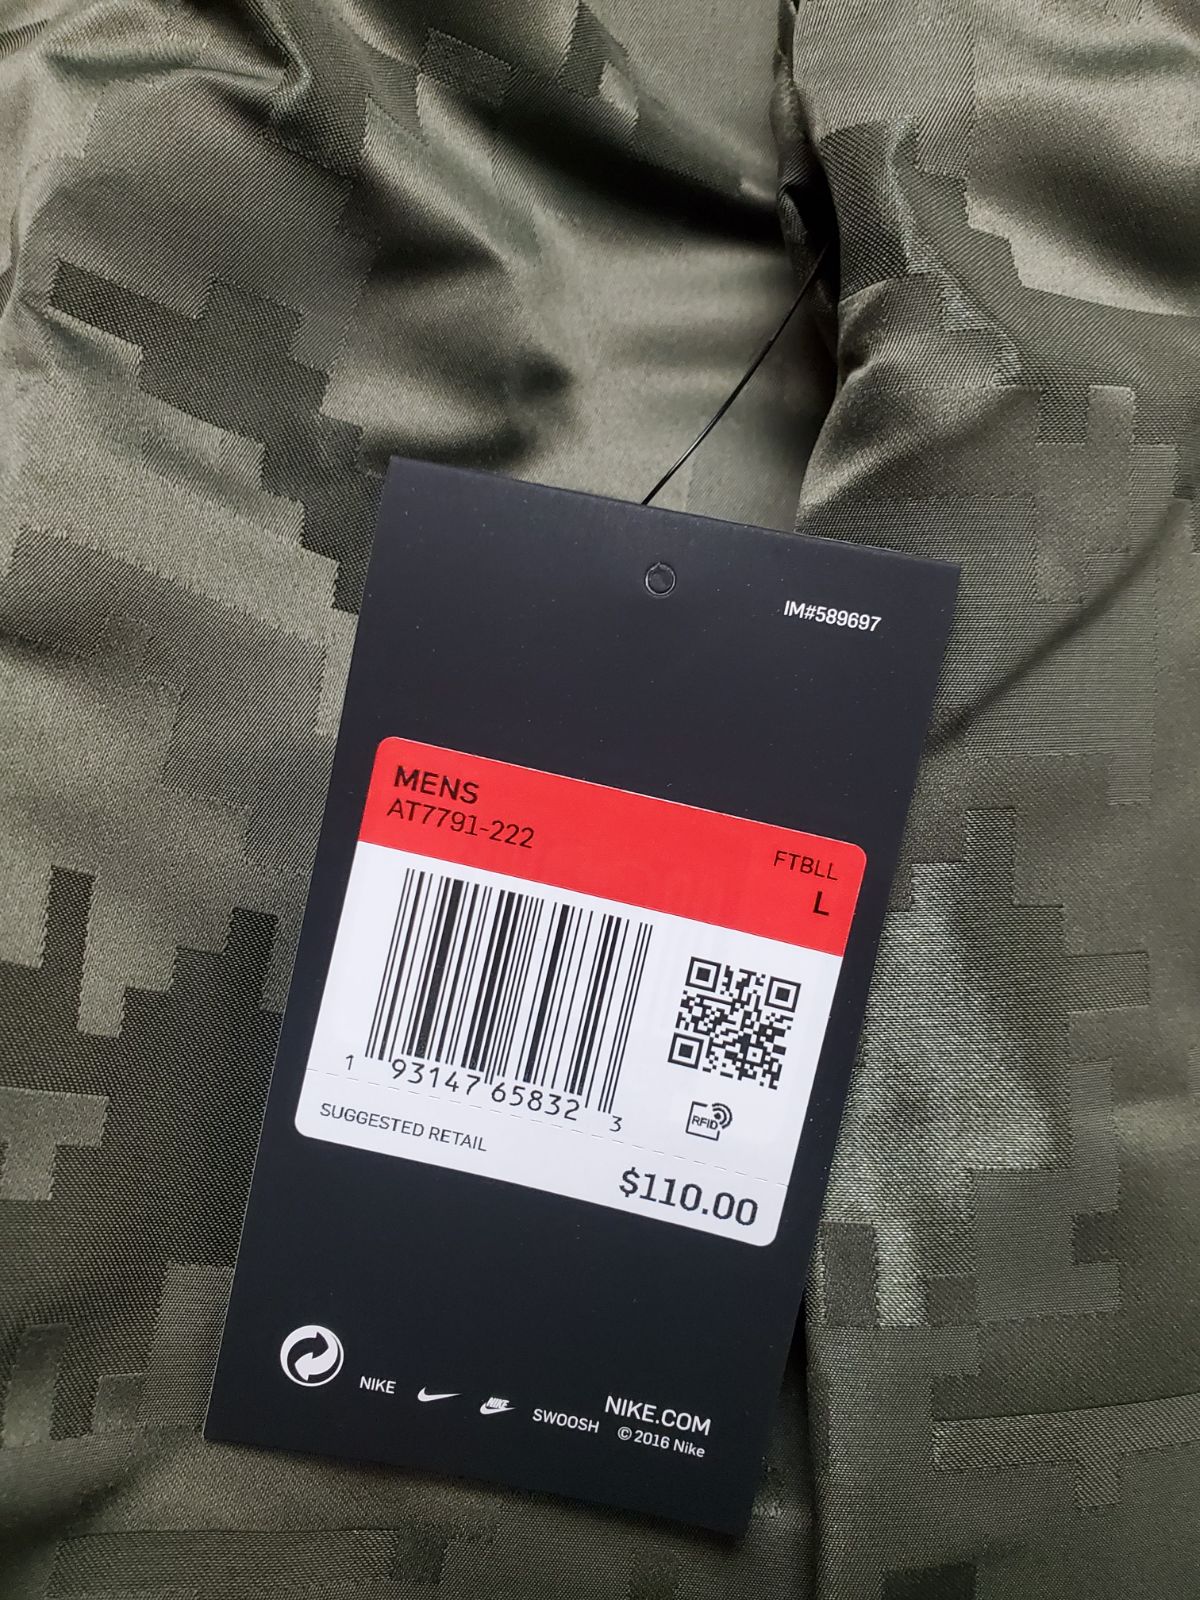 IM#589697
MENS
AT7791-222
FTBLL
L
1 93147 65832 3
RFID
SUGGESTED RETAIL
$110.00
NIKE
NIKE
SWOOSH
NIKE.COM
© 2016 Nike